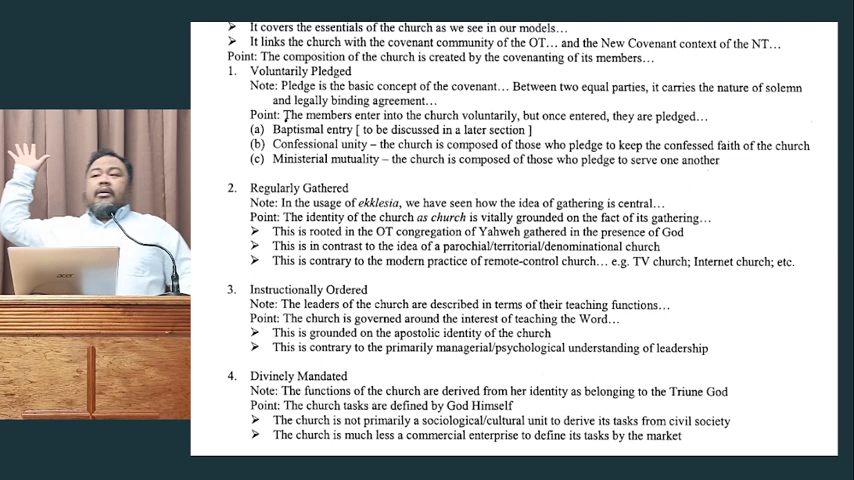 ➢ It covers the essentials of the church as we see in our models…
➢ It links the church with the covenant community of the OT… and the New Covenant context of the NT…
Point: The composition of the church is created by the covenanting of its members…
1. Voluntarily Pledged
Note: Pledge is the basic concept of the covenant… Between two equal parties, it carries the nature of solemn
and legally binding agreement…
Point: The members enter into the church voluntarily, but once entered, they are pledged…
(a) Baptismal entry [ to be discussed in a later section ]
(b) Confessional unity – the church is composed of those who pledge to keep the confessed faith of the church
(c) Ministerial mutuality – the church is composed of those who pledge to serve one another
2. Regularly Gathered
Note: In the usage of ekklesia, we have seen how the idea of gathering is central…
Point: The identity of the church as church is vitally grounded on the fact of its gathering…
➢ This is rooted in the OT congregation of Yahweh gathered in the presence of God
➢ This is in contrast to the idea of a parochial/territorial/denominational church
➢ This is contrary to the modern practice of remote-control church… e.g. TV church; Internet church; etc.
3. Instructionally Ordered
Note: The leaders of the church are described in terms of their teaching functions…
Point: The church is governed around the interest of teaching the Word…
➢ This is grounded on the apostolic identity of the church
➢ This is contrary to the primarily managerial/psychological understanding of leadership
4. Divinely Mandated
Note: The functions of the church are derived from her identity as belonging to the Triune God
Point: The church tasks are defined by God Himself
➢ The church is not primarily a sociological/cultural unit to derive its tasks from civil society
➢ The church is much less a commercial enterprise to define its tasks by the market
acer